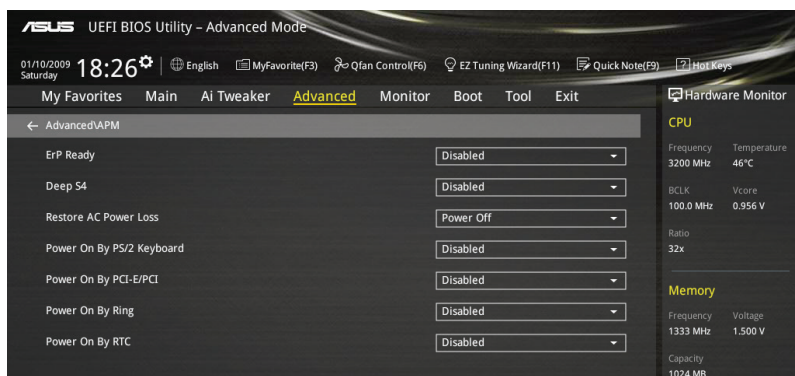 ASUS UEFI BIOS Utility – Advanced Mode
01/10/2009 Saturday 18:26 English MyFavorite(F3) Qfan Control(F6) EZ Tuning Wizard(F11) Quick Note(F9) ? Hot Keys
My Favorites Main Ai Tweaker Advanced Monitor Boot Tool Exit
← Advanced\APM
ErP Ready Disabled
Deep S4 Disabled
Restore AC Power Loss Power Off
Power On By PS/2 Keyboard Disabled
Power On By PCI-E/PCI Disabled
Power On By Ring Disabled
Power On By RTC Disabled
Hardware Monitor
CPU
Frequency Temperature
3200 MHz 46°C
BCLK Vcore
100.0 MHz 0.956 V
Ratio
32x
Memory
Frequency Voltage
1333 MHz 1.500 V
Capacity
1024 MB